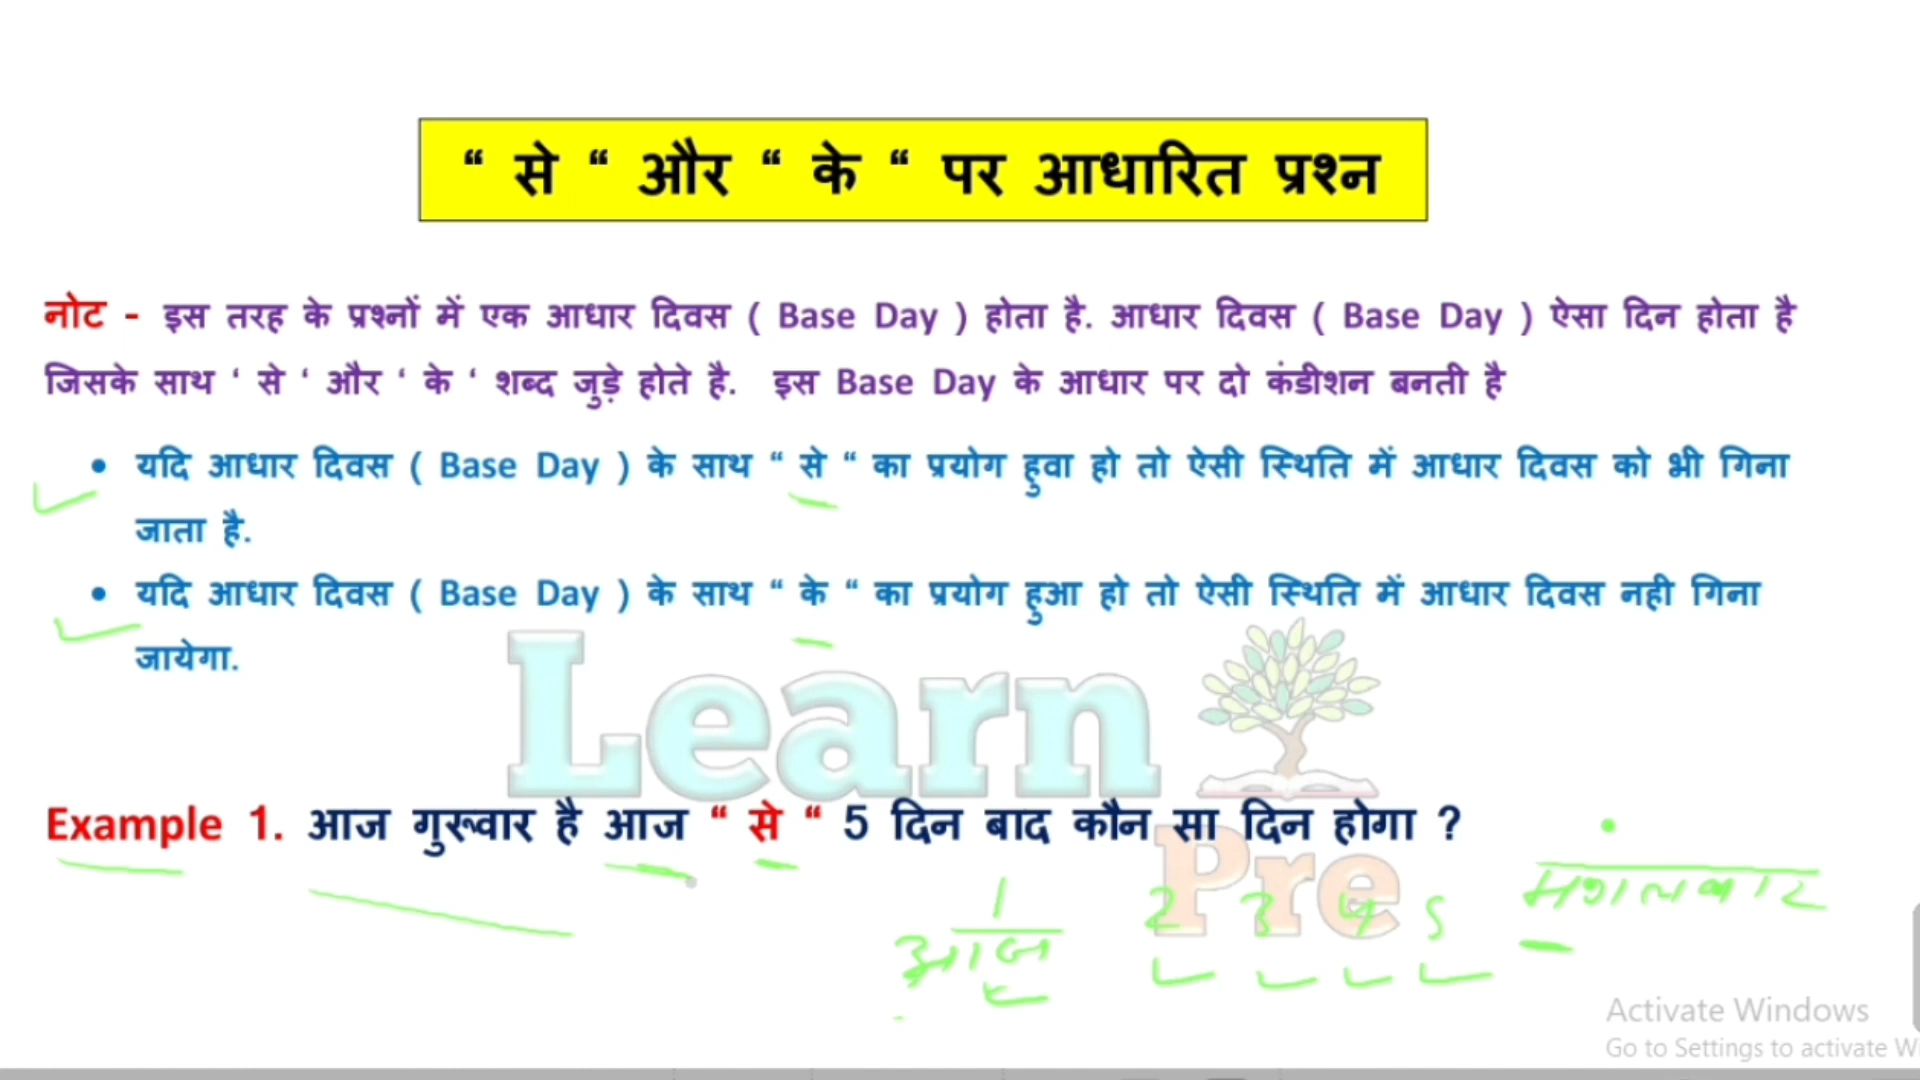 “ से “ और “ के “ पर आधारित प्रश्न
नोट - इस तरह के प्रश्नों में एक आधार दिवस ( Base Day ) होता है. आधार दिवस ( Base Day ) ऐसा दिन होता है
जिसके साथ ‘ से ‘ और ‘ के ‘ शब्द जुड़े होते है. इस Base Day के आधार पर दो कंडीशन बनती है
• यदि आधार दिवस ( Base Day ) के साथ “ से “ का प्रयोग हुवा हो तो ऐसी स्थिति में आधार दिवस को भी गिना
जाता है.
• यदि आधार दिवस ( Base Day ) के साथ “ के “ का प्रयोग हुआ हो तो ऐसी स्थिति में आधार दिवस नही गिना
जायेगा.
Learn
Example 1. आज गुरूवार है आज “ से “ 5 दिन बाद कौन सा दिन होगा ?
Pre
1 2 3 4 5 मंगलवार
आज
Activate Windows
Go to Settings to activate Wi